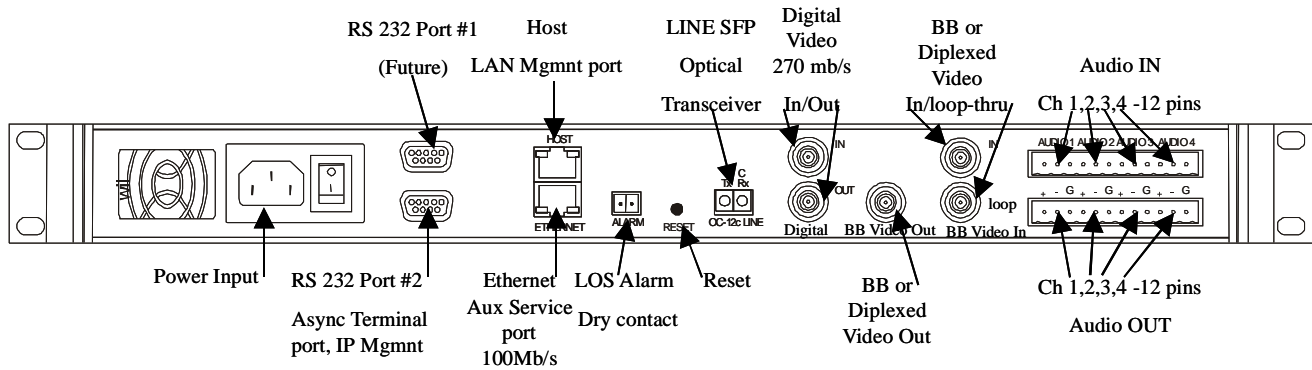 RS 232 Port #1
(Future)
Host
LAN Mgmnt port
LINE SFP
Optical
Transceiver
Digital
Video
270 mb/s
In/Out
BB or
Diplexed
Video
In/loop-thru
Audio IN
Ch 1,2,3,4 -12 pins
HOST
ETHERNET
ALARM
RESET
C
Tx Rx
OC-12c LINE
IN
OUT
Digital
BB Video Out
IN
loop
BB Video In
AUDIO 1 AUDIO 2 AUDIO 3 AUDIO 4
+ - G + - G + - G + - G
Power Input
RS 232 Port #2
Async Terminal
port, IP Mgmnt
Ethernet
Aux Service
port
100Mb/s
LOS Alarm
Dry contact
Reset
BB or
Diplexed
Video Out
Ch 1,2,3,4 -12 pins
Audio OUT